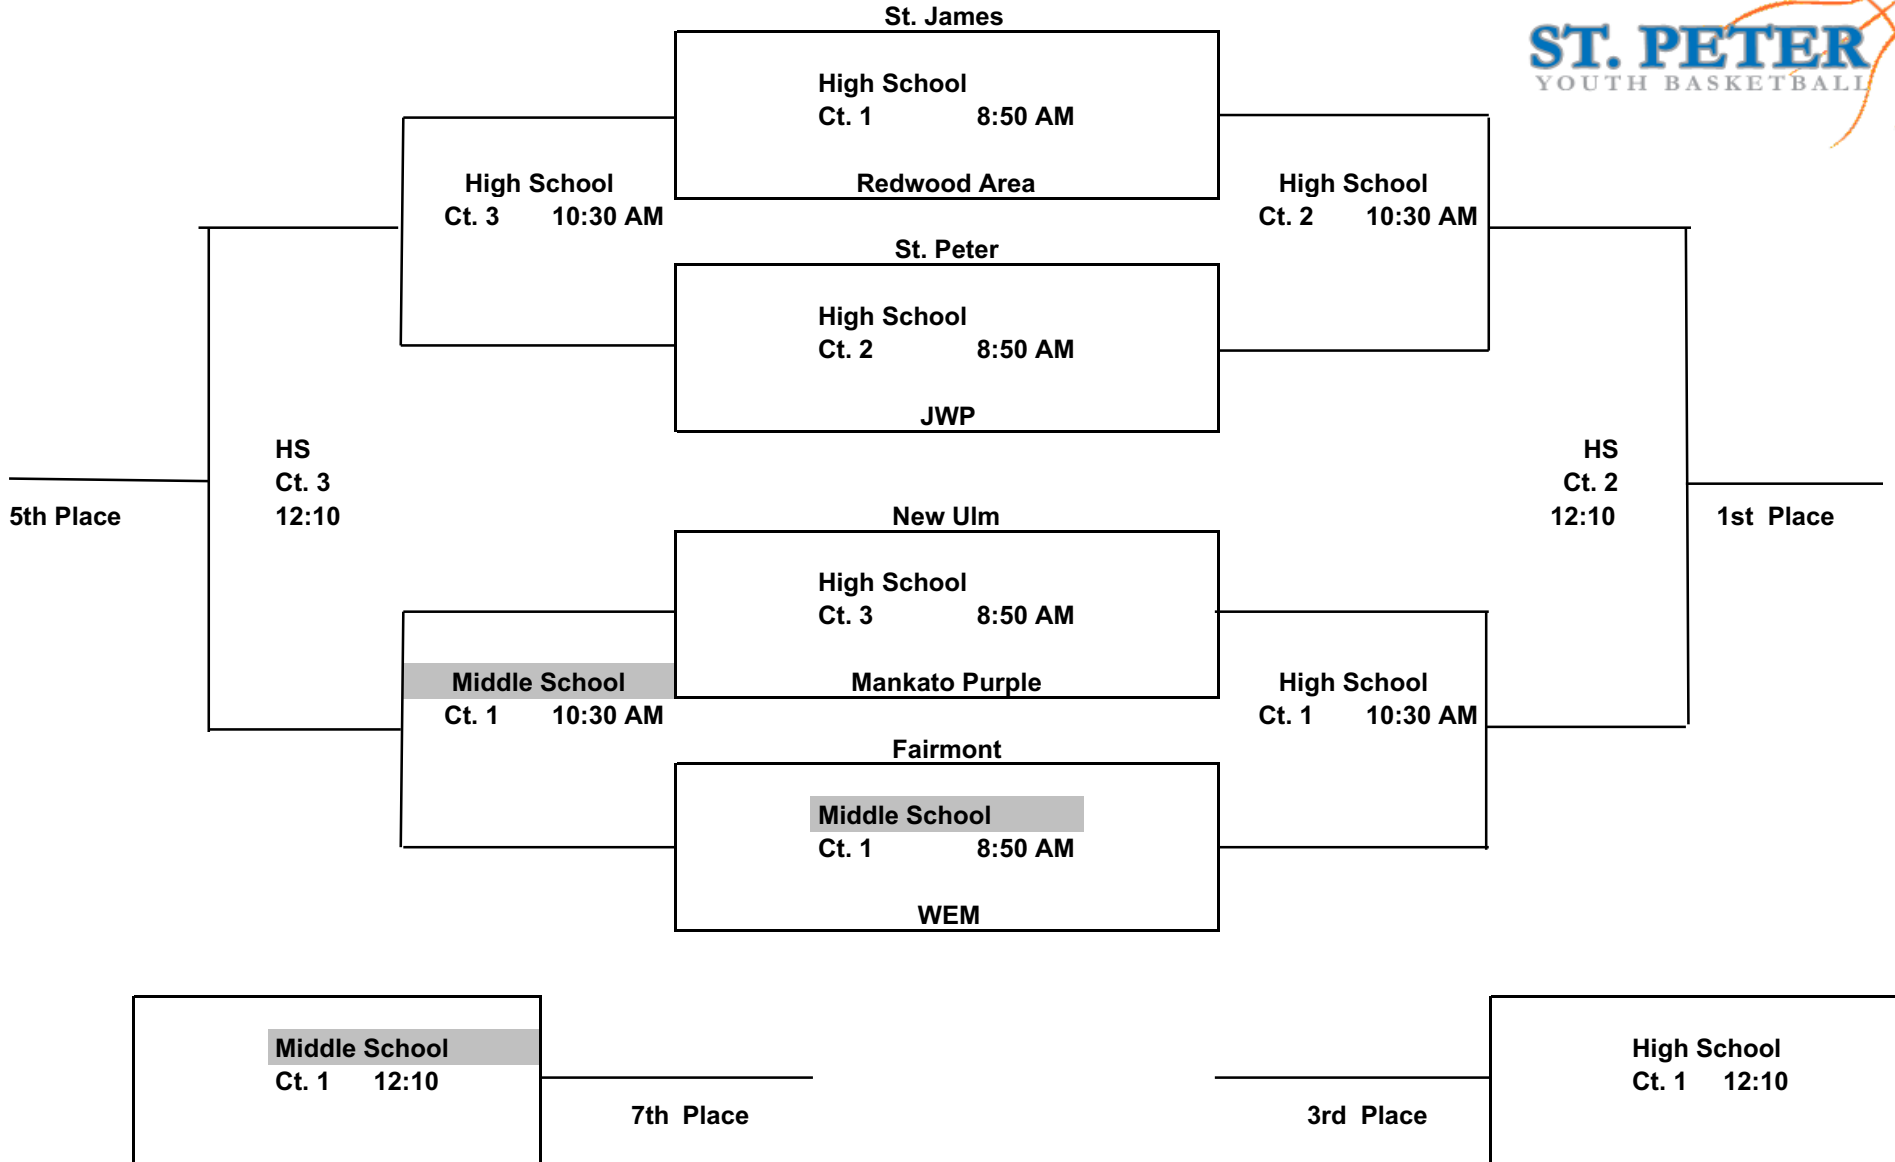 St. James
ST. PETER
YOUTH BASKETBALL
High School
Ct. 1 8:50 AM
High School Redwood Area High School
Ct. 3 10:30 AM Ct. 2 10:30 AM
St. Peter
High School
Ct. 2 8:50 AM
JWP
HS HS
Ct. 3 Ct. 2
5th Place 12:10 New Ulm 12:10 1st Place
High School
Ct. 3 8:50 AM
Middle School Mankato Purple High School
Ct. 1 10:30 AM Ct. 1 10:30 AM
Fairmont
Middle School
Ct. 1 8:50 AM
WEM
Middle School High School
Ct. 1 12:10 Ct. 1 12:10
7th Place 3rd Place